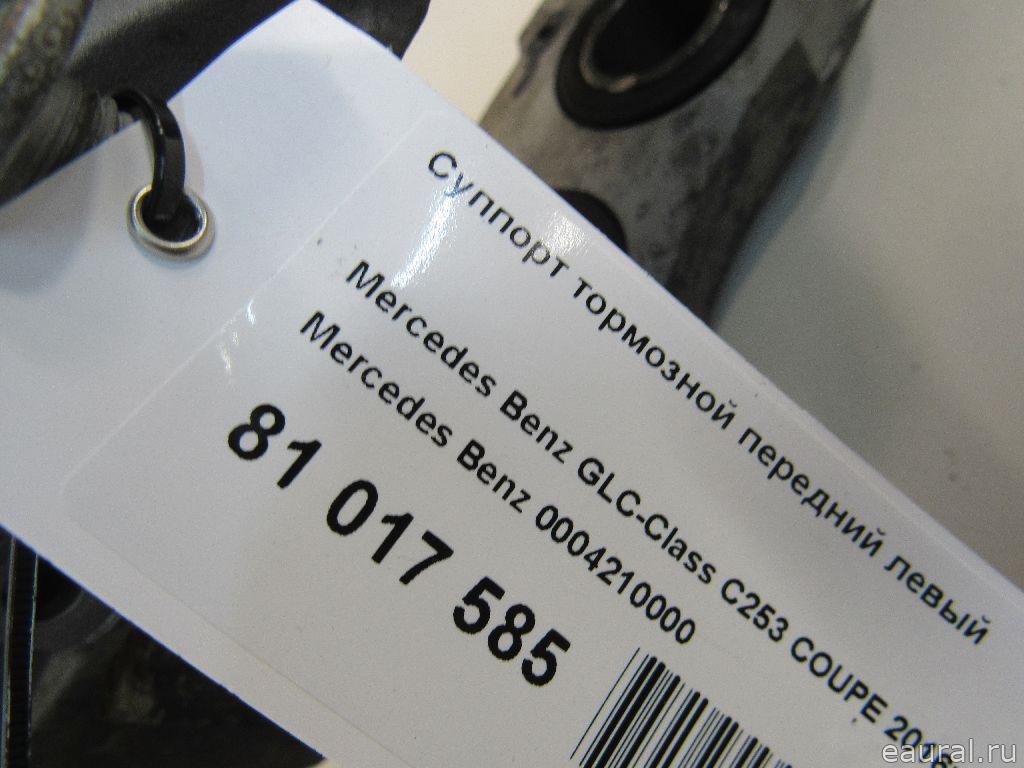 Суппорт тормозной передний левый
Mercedes Benz GLC-Class C253 COUPE
Mercedes Benz 0004210000
81 017 585
eaural.ru